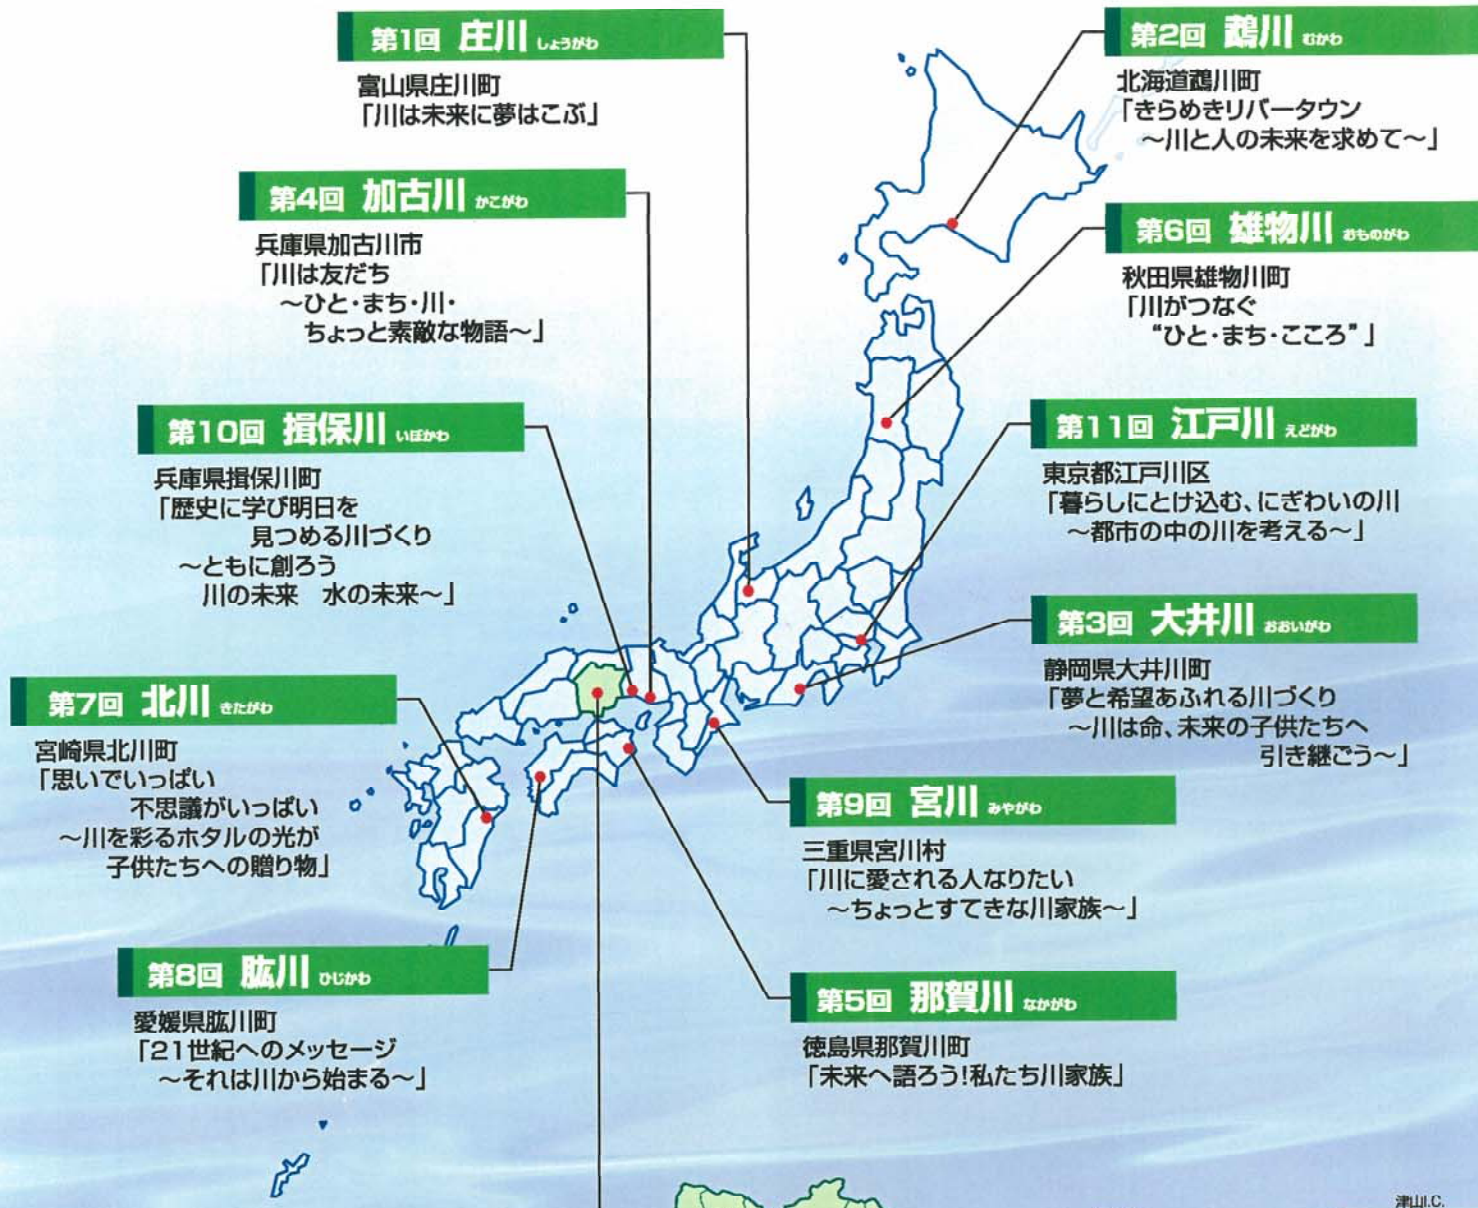 第1回 庄川 しょうがわ
富山県庄川町
「川は未来に夢はこぶ」
第2回 鵡川 むかわ
北海道鵡川町
「きらめきリバータウン
～川と人の未来を求めて～」
第4回 加古川 かこがわ
兵庫県加古川市
「川は友だち
～ひと・まち・川・
ちょっと素敵な物語～」
第6回 雄物川 おものがわ
秋田県雄物川町
「川がつなぐ
“ひと・まち・こころ”」
第10回 揖保川 いぼかわ
兵庫県揖保川町
「歴史に学び明日を
見つめる川づくり
～ともに創ろう
川の未来 水の未来～」
第11回 江戸川 えどがわ
東京都江戸川区
「暮らしにとけ込む、にぎわいの川
～都市の中の川を考える～」
第3回 大井川 おおいがわ
静岡県大井川町
「夢と希望あふれる川づくり
～川は命、未来の子供たちへ
引き継ごう～」
第7回 北川 きたがわ
宮崎県北川町
「思いでいっぱい
不思議がいっぱい
～川を彩るホタルの光が
子供たちへの贈り物」
第9回 宮川 みやがわ
三重県宮川村
「川に愛される人なりたい
～ちょっとすてきな川家族～」
第8回 肱川 ひじかわ
愛媛県肱川町
「21世紀へのメッセージ
～それは川から始まる～」
第5回 那賀川 なかがわ
徳島県那賀川町
「未来へ語ろう!私たち川家族」
津山I.C.